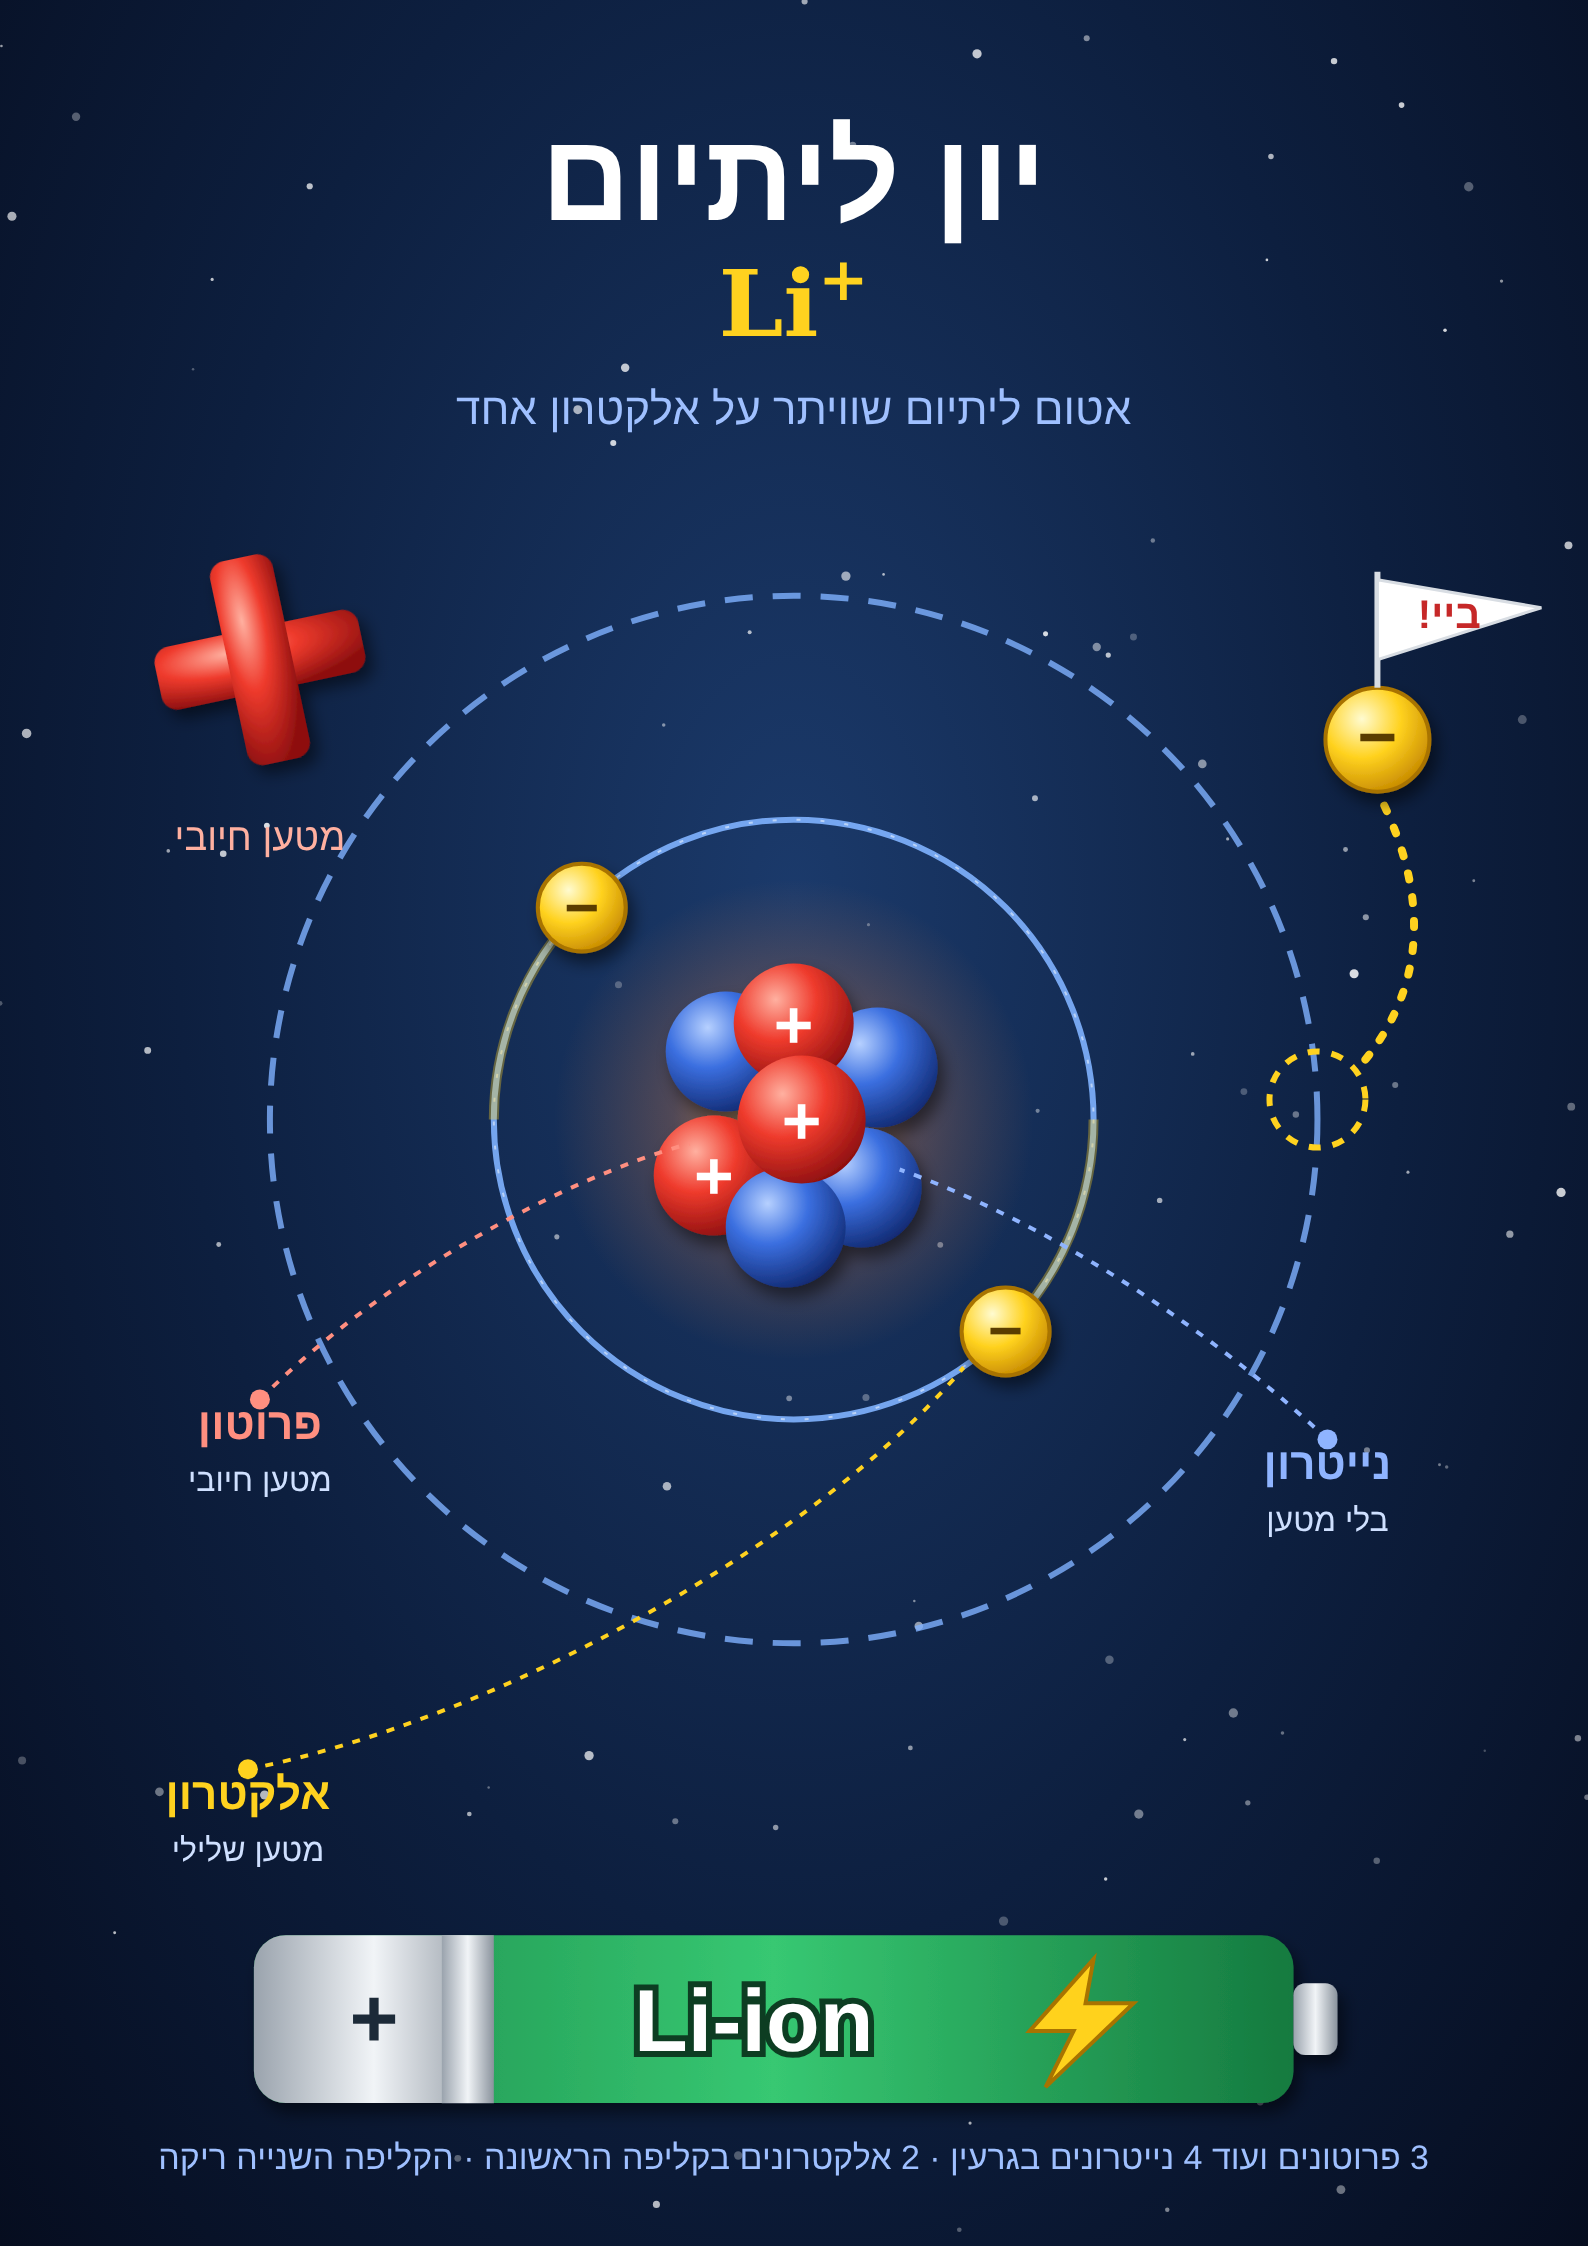 יון ליתיום
Li⁺
אטום ליתיום שוויתר על אלקטרון אחד
ביי!
−
מטען חיובי
−
+
+
+
−
פרוטון
מטען חיובי
נייטרון
בלי מטען
אלקטרון
מטען שלילי
+ Li-ion
3 פרוטונים ועוד 4 נייטרונים בגרעין · 2 אלקטרונים בקליפה הראשונה · הקליפה השנייה ריקה